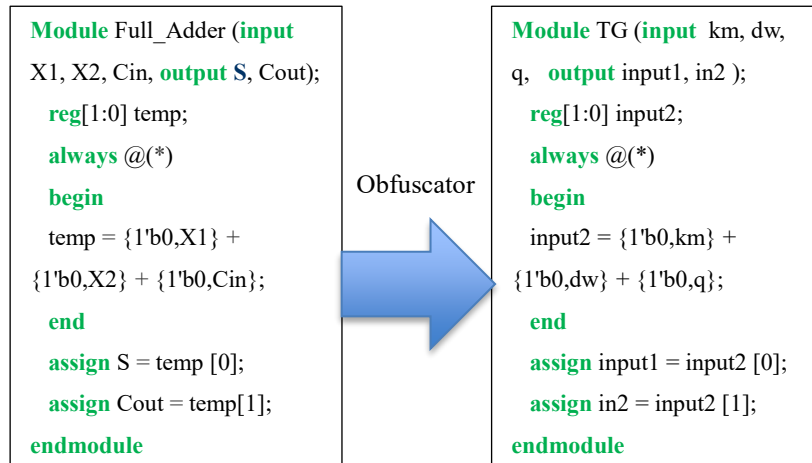 Module Full_Adder (input
X1, X2, Cin, output S, Cout);
reg[1:0] temp;
always @(*)
begin
temp = {1'b0,X1} +
{1'b0,X2} + {1'b0,Cin};
end
assign S = temp [0];
assign Cout = temp[1];
endmodule
Obfuscator
Module TG (input km, dw,
q, output input1, in2 );
reg[1:0] input2;
always @(*)
begin
input2 = {1'b0,km} +
{1'b0,dw} + {1'b0,q};
end
assign input1 = input2 [0];
assign in2 = input2 [1];
endmodule